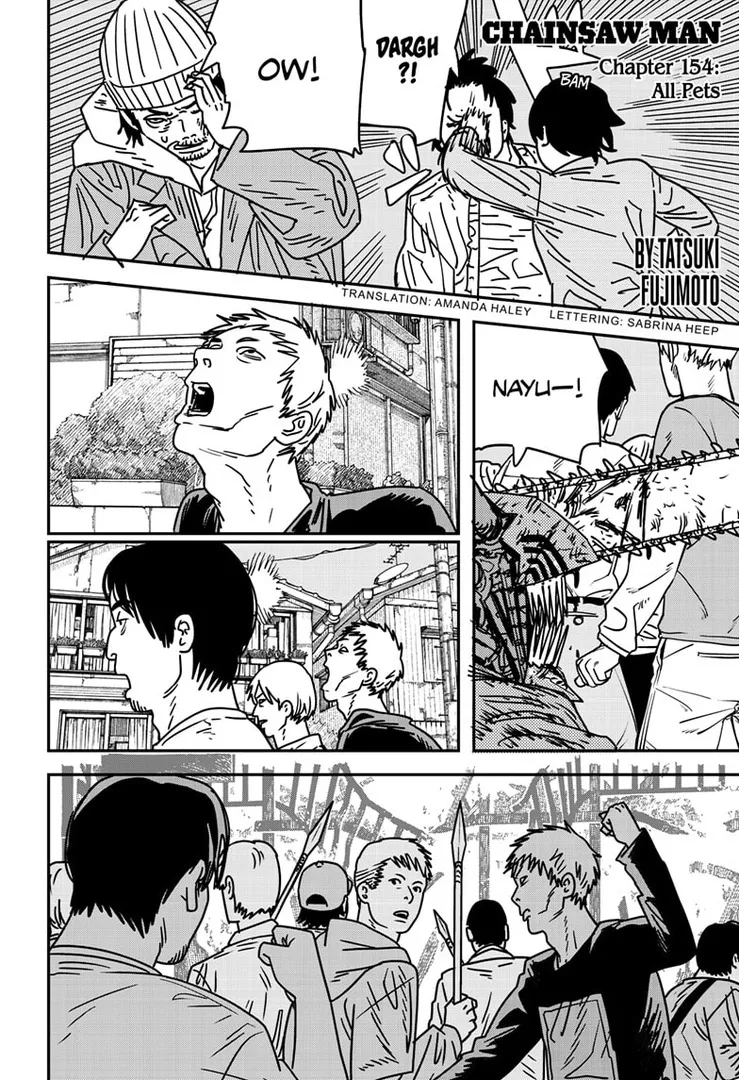 CHAINSAW MAN
Chapter 154:
All Pets
BAM
DARGH
?!
OW!
BY TATSUKI
FUJIMOTO
TRANSLATION: AMANDA HALEY LETTERING: SABRINA HEEP
NAYU—!